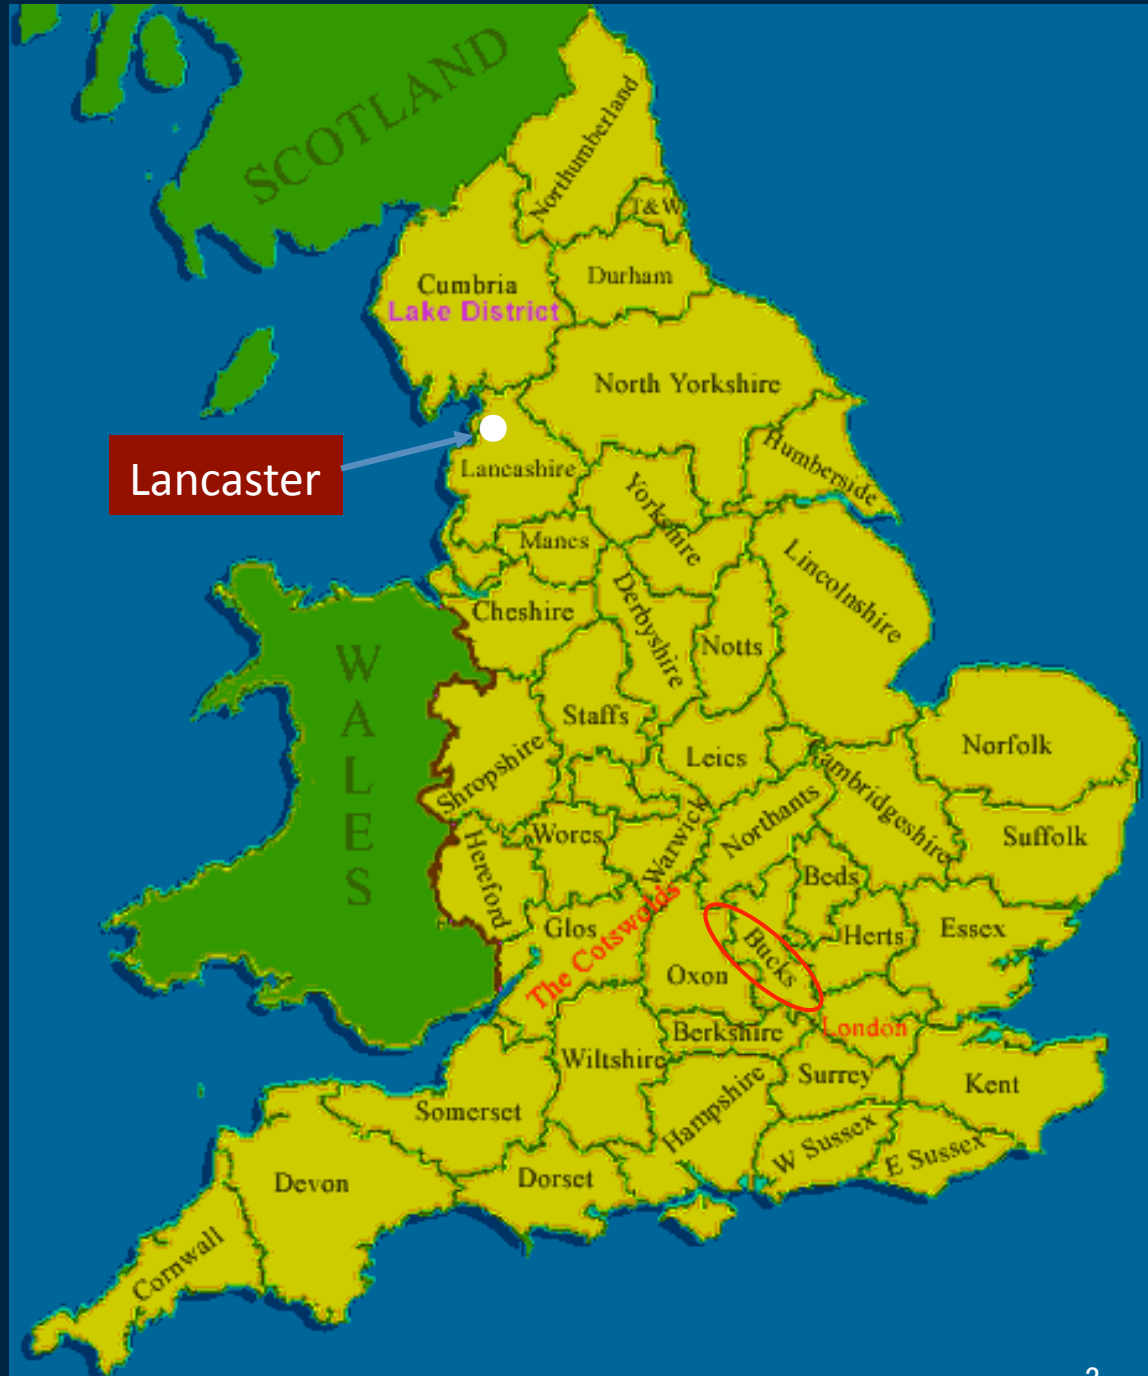 SCOTLAND
Northumberland
T&W
Cumbria
Durham
Lake District
North Yorkshire
Humberside
Lancaster
Lancashire
Yorkshire
Mancs
Lincolnshire
Cheshire
Derbyshire
Notts
WALES
Staffs
Norfolk
Leics
Shropshire
Cambridgeshire
Northants
Suffolk
Wores
Warwick
Hereford
Beds
Glos
The Cotswolds
Bucks
Herts
Essex
Oxon
London
Berkshire
Wiltshire
Surrey
Kent
Hampshire
Somerset
W Sussex
E Sussex
Devon
Dorset
Cornwall